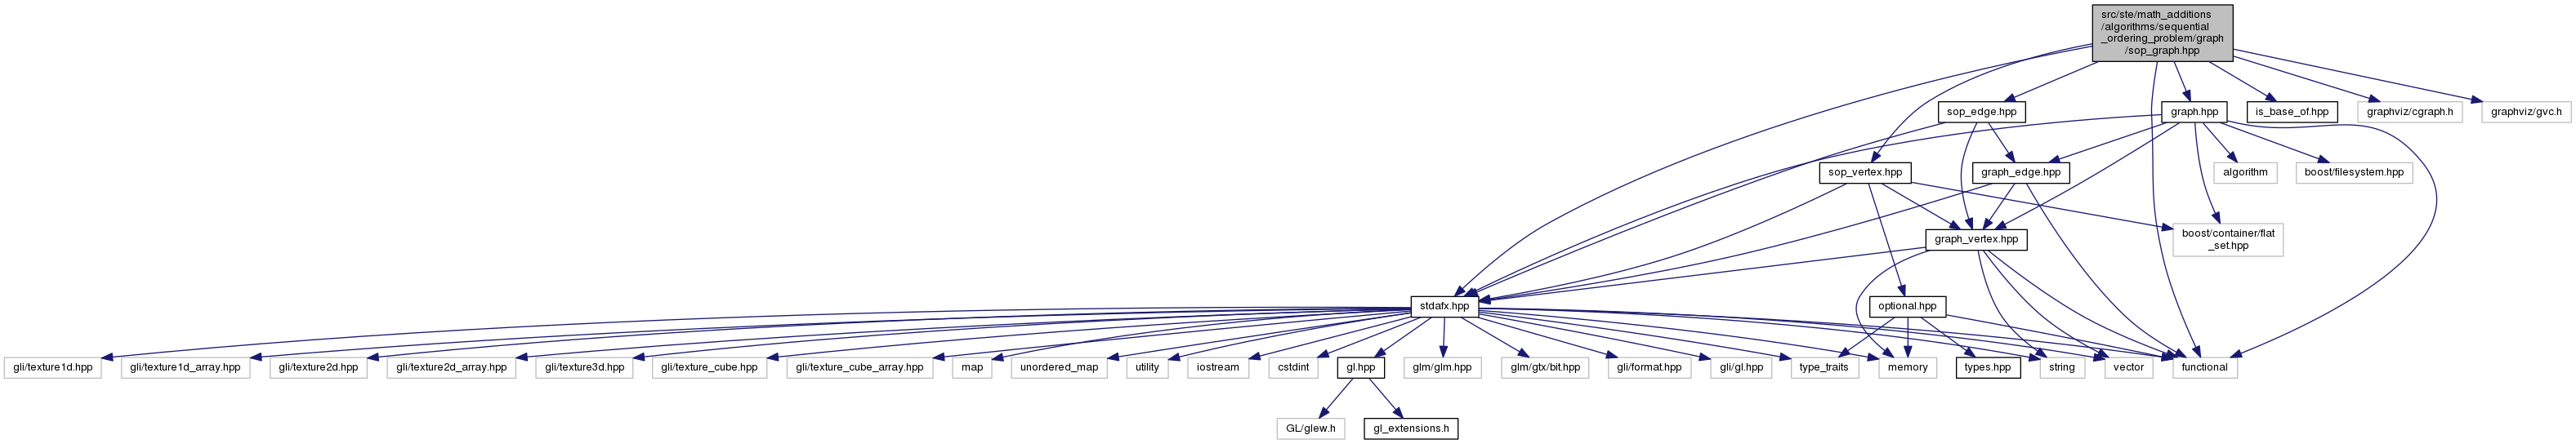 src/ste/math_additions
/algorithms/sequential
_ordering_problem/graph
/sop_graph.hpp
sop_edge.hpp
graph.hpp
is_base_of.hpp
graphviz/cgraph.h
graphviz/gvc.h
sop_vertex.hpp
graph_edge.hpp
algorithm
boost/filesystem.hpp
graph_vertex.hpp
boost/container/flat
_set.hpp
stdafx.hpp
optional.hpp
gli/texture1d.hpp
gli/texture1d_array.hpp
gli/texture2d.hpp
gli/texture2d_array.hpp
gli/texture3d.hpp
gli/texture_cube.hpp
gli/texture_cube_array.hpp
map
unordered_map
utility
iostream
cstdint
gl.hpp
glm/glm.hpp
glm/gtx/bit.hpp
gli/format.hpp
gli/gl.hpp
type_traits
memory
types.hpp
string
vector
functional
GL/glew.h
gl_extensions.h